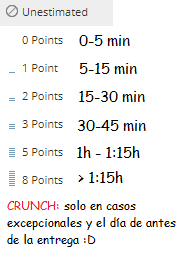 Unestimated
0 Points 0-5 min
1 Point 5-15 min
2 Points 15-30 min
3 Points 30-45 min
5 Points 1h - 1:15h
8 Points > 1:15h
CRUNCH: solo en casos
excepcionales y el día de antes
de la entrega :D